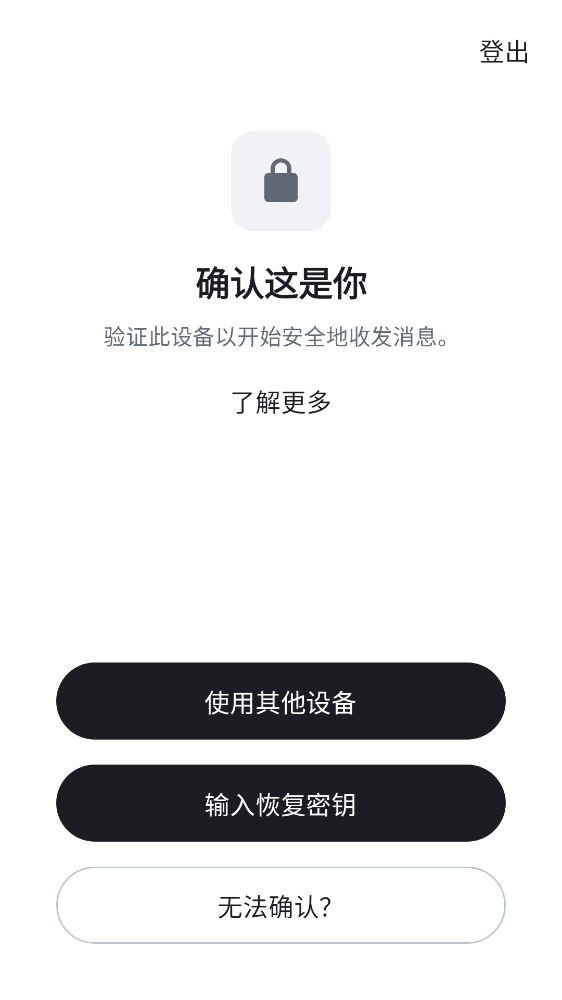 登出
确认这是你
验证此设备以开始安全地收发消息。
了解更多
使用其他设备
输入恢复密钥
无法确认？